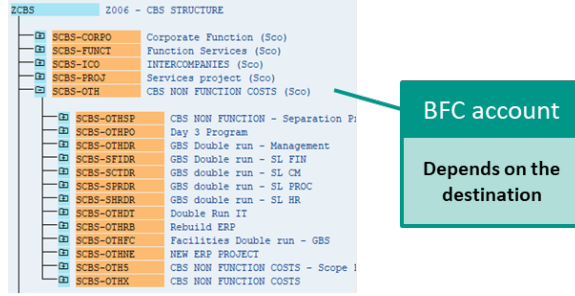 ZCBS Z006 - CBS STRUCTURE
SCBS-CORPO Corporate Function (Sco)
SCBS-FUNCT Function Services (Sco)
SCBS-ICO INTERCOMPANIES (Sco)
SCBS-PROJ Services project (Sco)
SCBS-OTH CBS NON FUNCTION COSTS (Sco)
SCBS-OTHSP CBS NON FUNCTION - Separation
SCBS-OTHPO Day 3 Program
SCBS-OTHDR GBS Double run - Management
SCBS-SFIDR GBS double run - SL FIN
SCBS-SCTDR GBS double run - SL CM
SCBS-SPRDR GBS double run - SL PROC
SCBS-SHRDR GBS double run - SL HR
SCBS-OTHDT Double Run IT
SCBS-OTHRB Rebuild ERP
SCBS-OTHFC Facilities Double run - GBS
SCBS-OTHNE NEW ERP PROJECT
SCBS-OTH5 CBS NON FUNCTION COSTS - Scope
SCBS-OTHX CBS NON FUNCTION COSTS
BFC account
Depends on the
destination